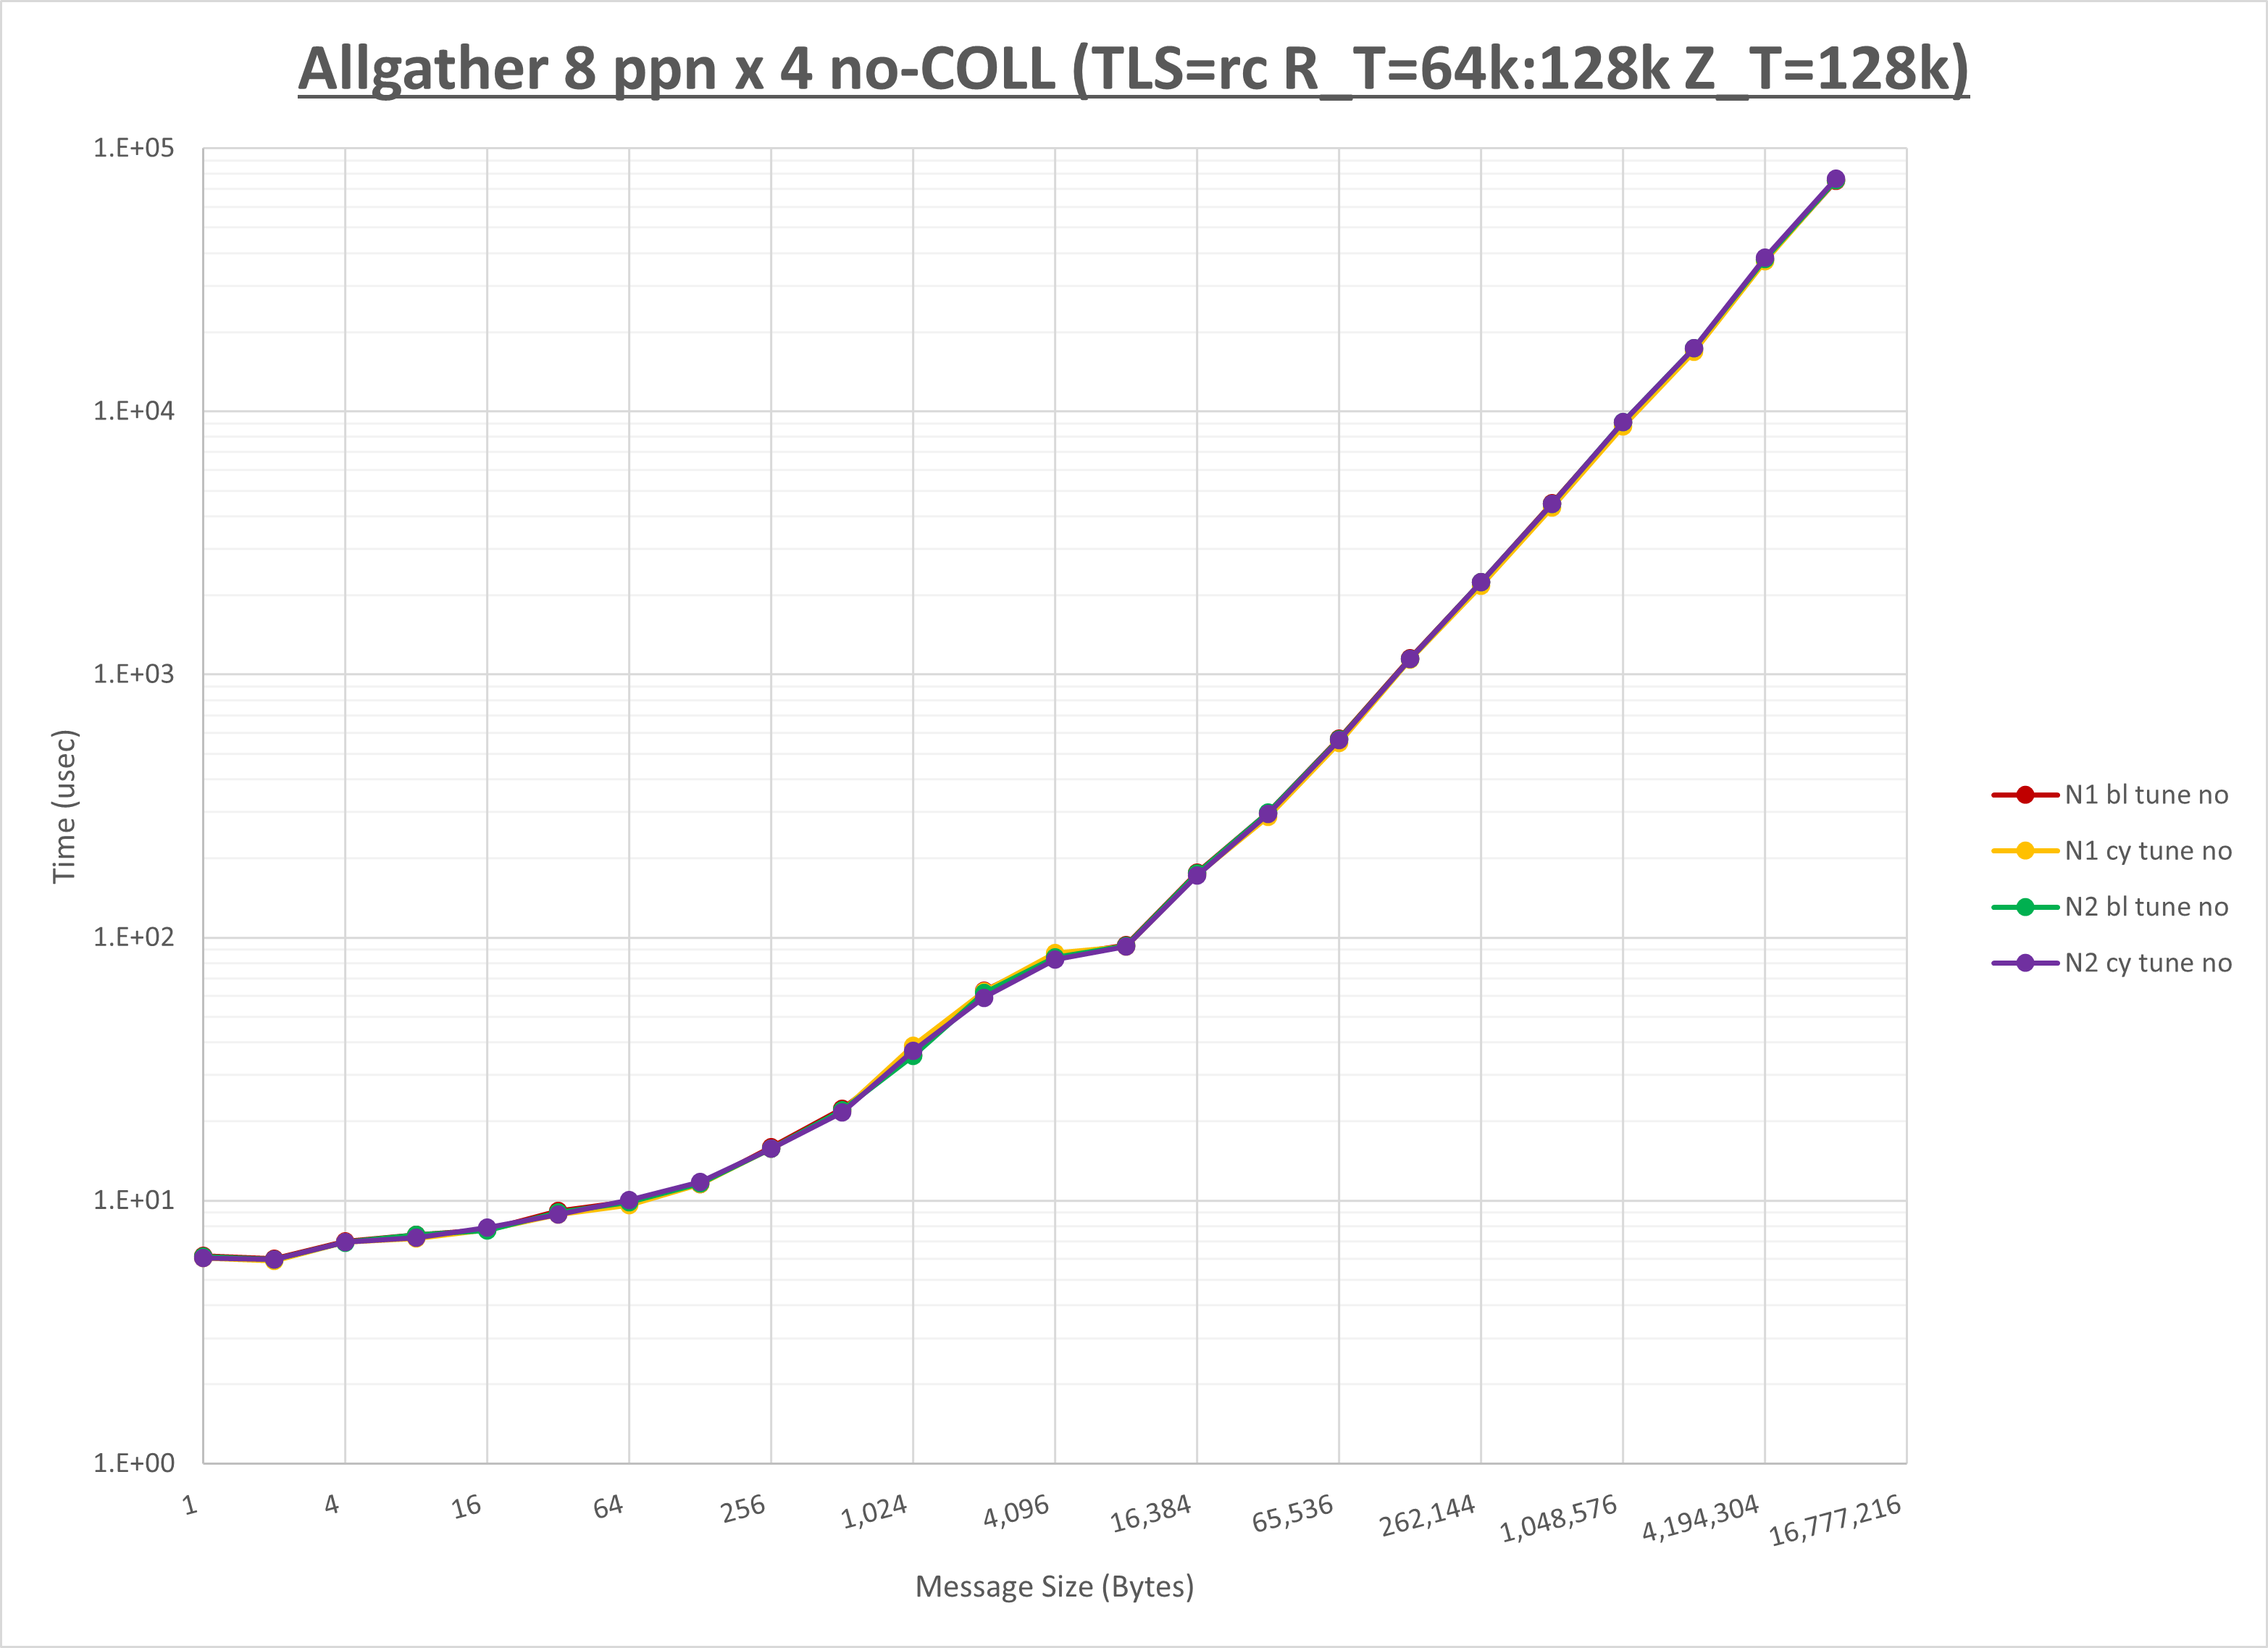 Allgather 8 ppn x 4 no-COLL (TLS=rc R_T=64k:128k Z_T=128k)
1.E+05
1.E+04
1.E+03
1.E+02
1.E+01
1.E+00
Time (usec)
1
4
16
64
256
1,024
4,096
16,384
65,536
262,144
1,048,576
4,194,304
16,777,216
Message Size (Bytes)
N1 bl tune no
N1 cy tune no
N2 bl tune no
N2 cy tune no